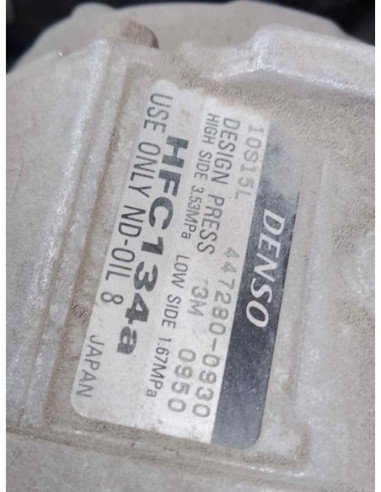 DENSO
10S15L 447280-0930
DESIGN PRESS 3M 0950
HIGH SIDE 3.53MPa LOW SIDE 1.67MPa
HFC134a
USE ONLY ND-OIL 8 JAPAN